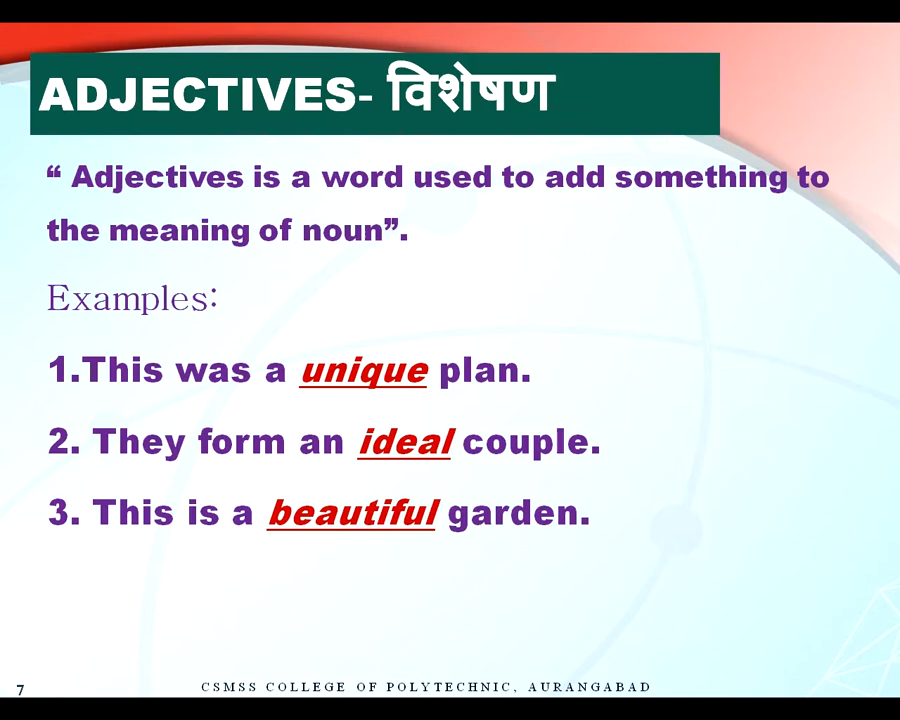 ADJECTIVES- विशेषण
“ Adjectives is a word used to add something to
the meaning of noun”.
Examples:
1.This was a unique plan.
2. They form an ideal couple.
3. This is a beautiful garden.
7
CSMSS COLLEGE OF POLYTECHNIC, AURANGABAD